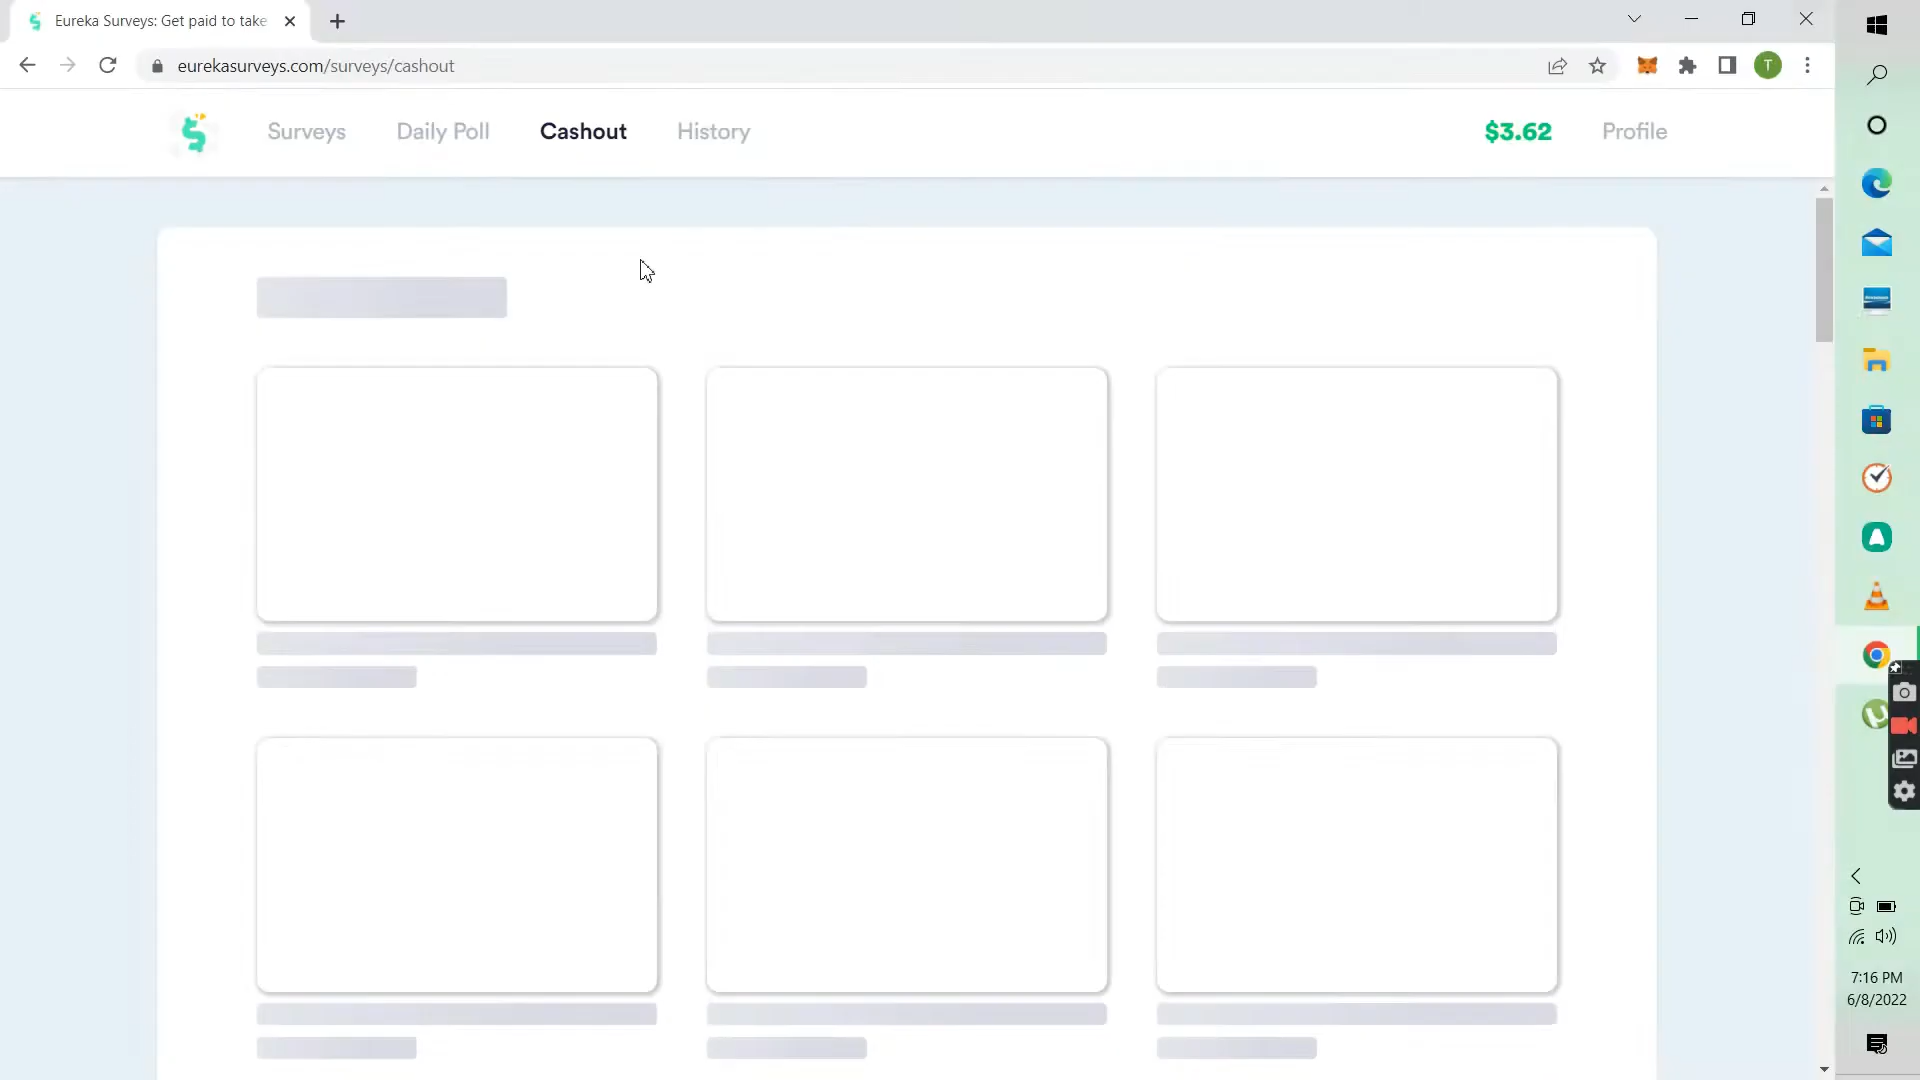 Eureka Surveys: Get paid to take
eurekasurveys.com/surveys/cashout
T
Surveys
Daily Poll
Cashout
History
$3.62
Profile
7:16 PM
6/8/2022